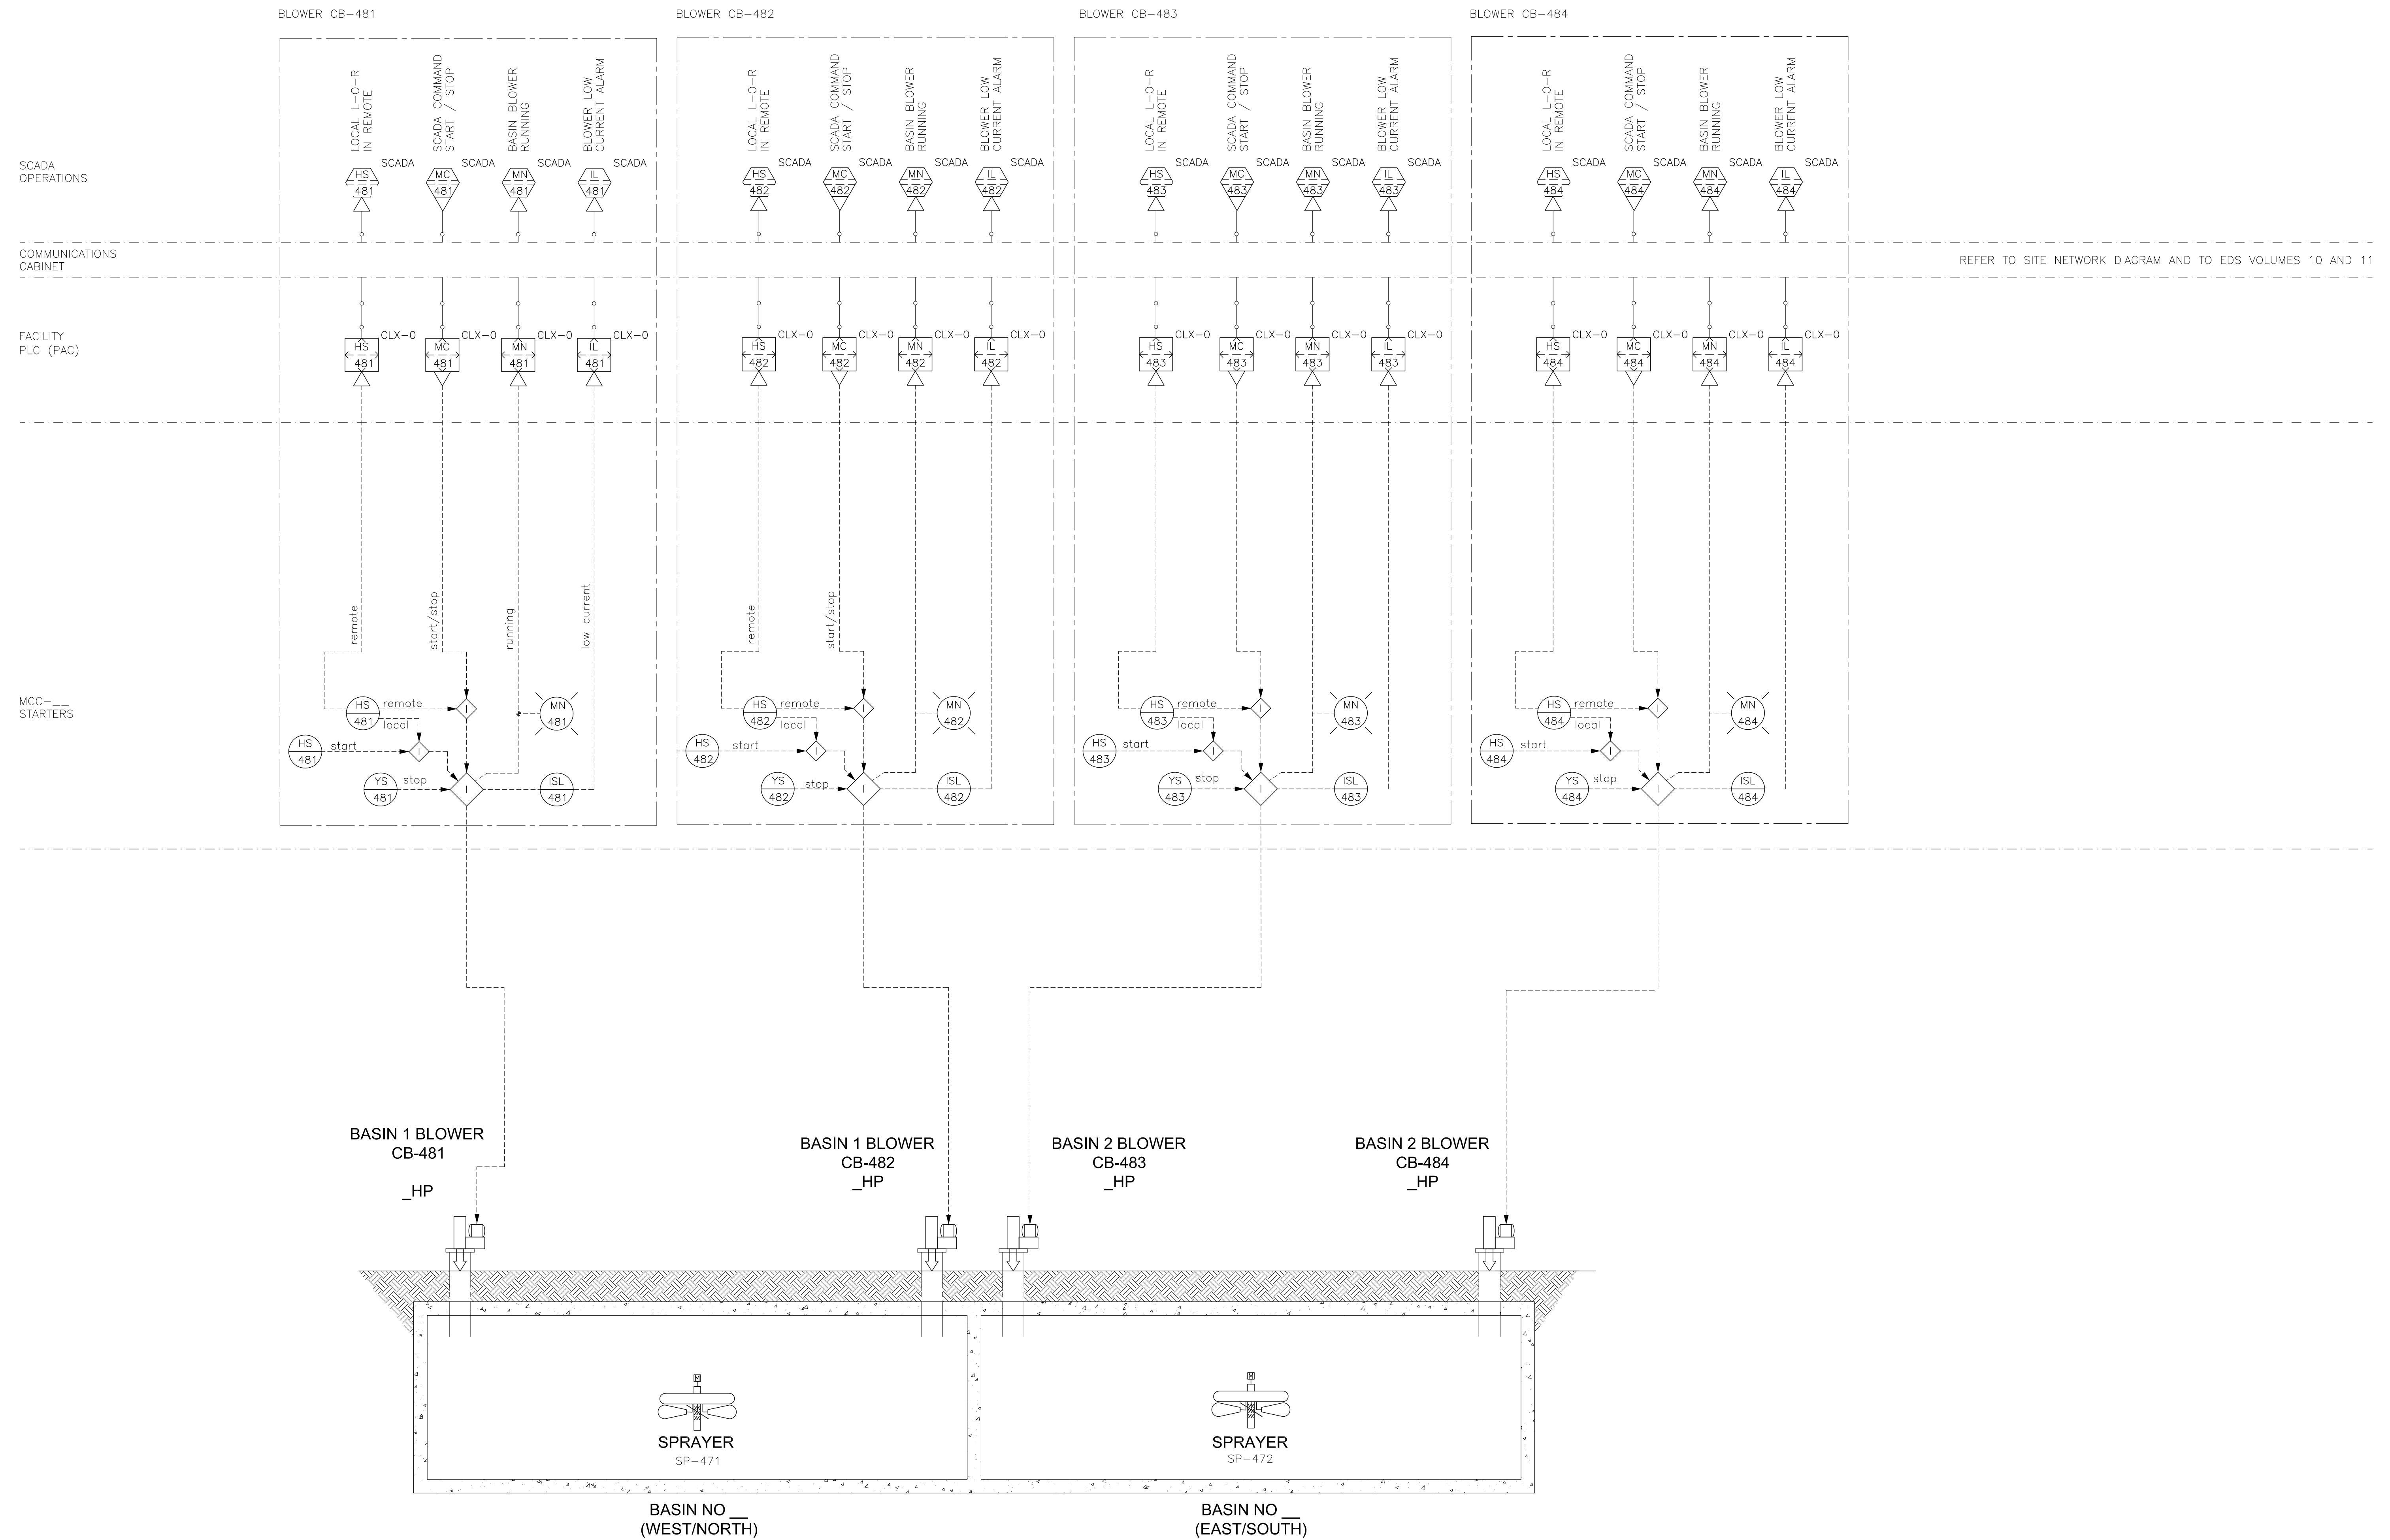 BLOWER CB-481
BLOWER CB-482
BLOWER CB-483
BLOWER CB-484
LOCAL L-O-R
IN REMOTE
SCADA COMMAND
START / STOP
BASIN BLOWER
RUNNING
BLOWER LOW
CURRENT ALARM
LOCAL L-O-R
IN REMOTE
SCADA COMMAND
START / STOP
BASIN BLOWER
RUNNING
BLOWER LOW
CURRENT ALARM
LOCAL L-O-R
IN REMOTE
SCADA COMMAND
START / STOP
BASIN BLOWER
RUNNING
BLOWER LOW
CURRENT ALARM
LOCAL L-O-R
IN REMOTE
SCADA COMMAND
START / STOP
BASIN BLOWER
RUNNING
BLOWER LOW
CURRENT ALARM
SCADA
OPERATIONS
SCADA SCADA SCADA SCADA SCADA SCADA SCADA SCADA SCADA SCADA SCADA SCADA SCADA SCADA SCADA SCADA
HS MC MN IL HS MC MN IL HS MC MN IL HS MC MN IL
481 481 481 481 482 482 482 482 483 483 483 483 484 484 484 484
COMMUNICATIONS
CABINET
REFER TO SITE NETWORK DIAGRAM AND TO EDS VOLUMES 10 AND 11
FACILITY
PLC (PAC)
CLX-0 CLX-0 CLX-0 CLX-0 CLX-0 CLX-0 CLX-0 CLX-0 CLX-0 CLX-0 CLX-0 CLX-0 CLX-0 CLX-0 CLX-0 CLX-0
HS MC MN IL HS MC MN IL HS MC MN IL HS MC MN IL
481 481 481 481 482 482 482 482 483 483 483 483 484 484 484 484
remote
start/stop
running
low current
remote
start/stop
MCC-__
STARTERS
HS
481
remote
local
I
MN
481
HS
481
start
I
YS
481
stop
I
ISL
481
HS
482
remote
local
I
MN
482
HS
482
start
I
YS
482
stop
I
ISL
482
HS
483
remote
local
I
MN
483
HS
483
start
I
YS
483
stop
I
ISL
483
HS
484
remote
local
I
MN
484
HS
484
start
I
YS
484
stop
I
ISL
484
BASIN 1 BLOWER
CB-481
_HP
BASIN 1 BLOWER
CB-482
_HP
BASIN 2 BLOWER
CB-483
_HP
BASIN 2 BLOWER
CB-484
_HP
M
SPRAYER
SP-471
M
SPRAYER
SP-472
BASIN NO __
(WEST/NORTH)
BASIN NO __
(EAST/SOUTH)